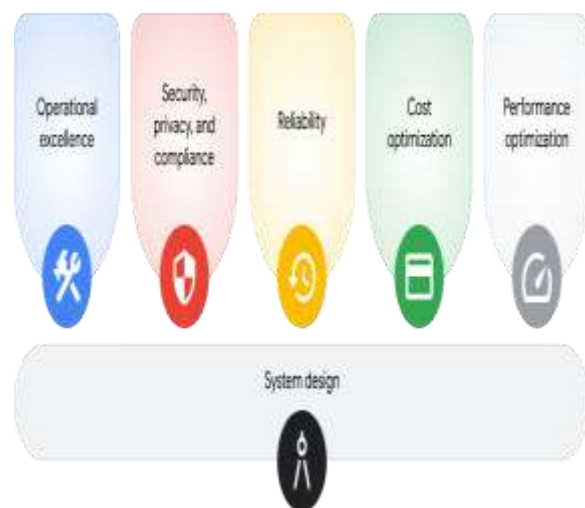 Operational
excellence
Security,
privacy, and
compliance
Reliability
Cost
optimization
Performance
optimization
System design